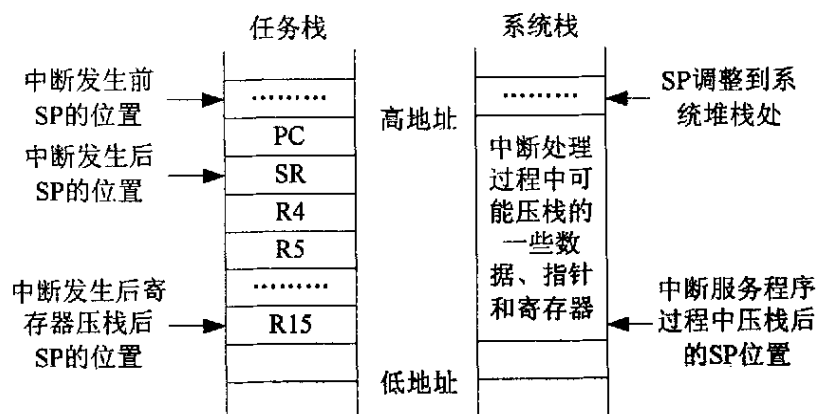 任务栈
系统栈
中断发生前
SP的位置
………
高地址
………
SP调整到系
统堆栈处
PC
中断发生后
SP的位置
SR
R4
R5
………
中断发生后寄
存器压栈后
SP的位置
R15
中断处理
过程中可
能压栈的
一些数
据、指针
和寄存器
中断服务程序
过程中压栈后
的SP位置
低地址